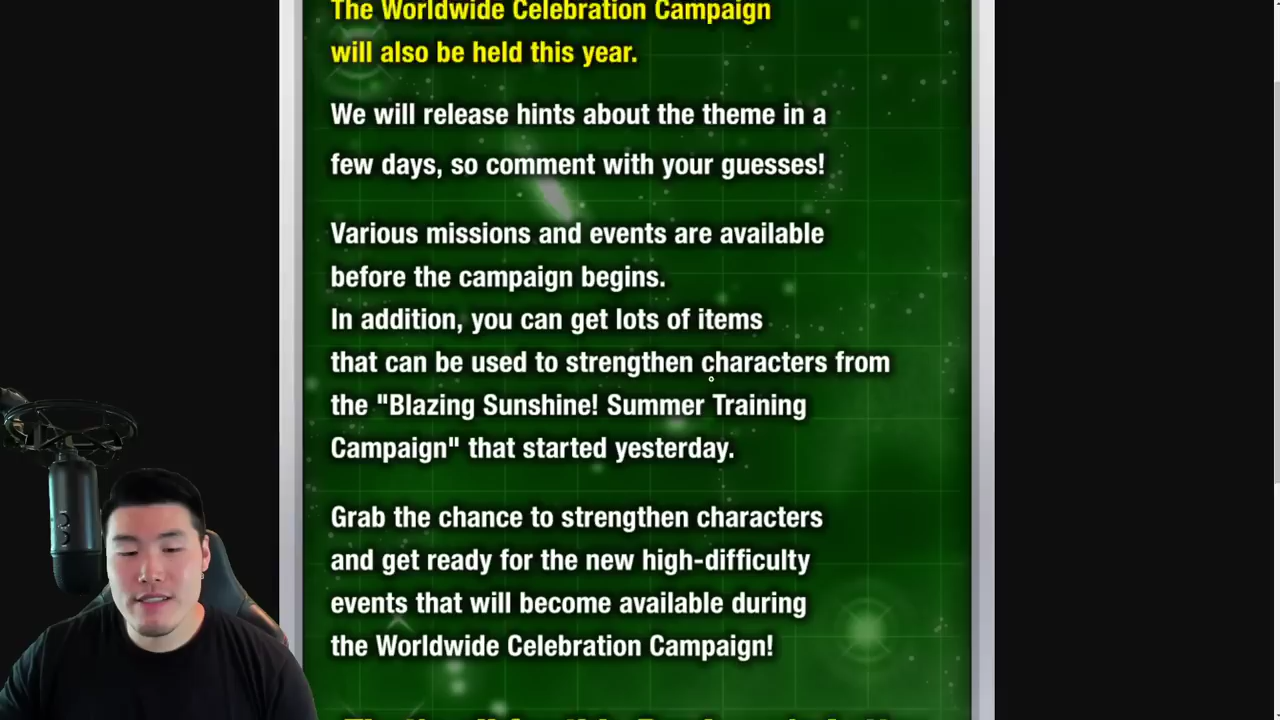 The Worldwide Celebration Campaign
will also be held this year.
We will release hints about the theme in a
few days, so comment with your guesses!
Various missions and events are available
before the campaign begins.
In addition, you can get lots of items
that can be used to strengthen characters from
the "Blazing Sunshine! Summer Training
Campaign" that started yesterday.
Grab the chance to strengthen characters
and get ready for the new high-difficulty
events that will become available during
the Worldwide Celebration Campaign!